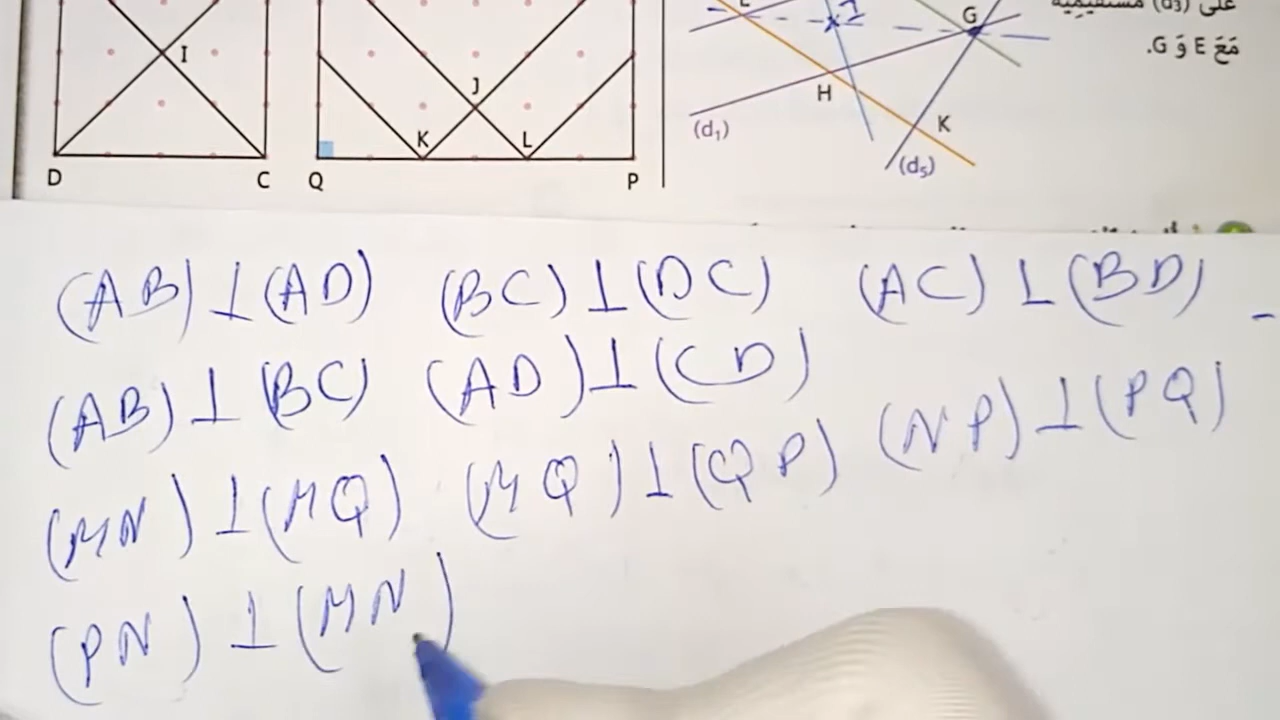 على (d₃) مستقيمية
مَعَ E وَ G.
I
D
C
J
K
L
Q
P
G
H
K
(d₁)
(d₅)
(AB) ⊥ (AD) (BC) ⊥ (DC) (AC) ⊥ (BD) -
(AB) ⊥ (BC) (AD) ⊥ (CD)
(MN) ⊥ (MQ) (MQ) ⊥ (QP) (NP) ⊥ (PQ)
(PN) ⊥ (MN)